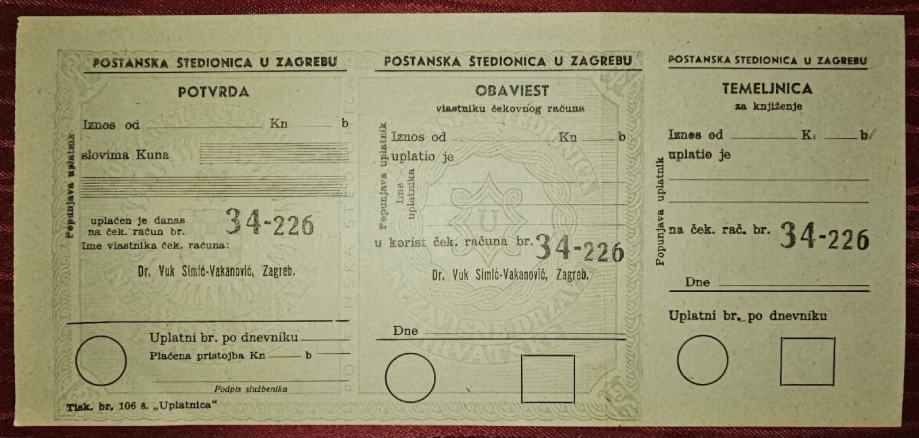 POŠTANSKA ŠTEDIONICA U ZAGREBU
POTVRDA
Iznos od Kn b
slovima Kuna
uplaćen je danas
na ček. račun br. 34-226
Ime vlastnika ček. računa:
Dr. Vuk Simić-Vakanović, Zagreb.
Uplatni br. po dnevniku
Plaćena pristojba Kn b
Podpis službenika
Tisk. br. 106 š. „Uplatnica"
Popunjava uplatnik
POŠTANSKA ŠTEDIONICA U ZAGREBU
OBAVIEST
vlastniku čekovnog računa
Iznos od Kn b
uplatio je
Popunjava uplatnik
Ime
uplatnika
u korist ček. računa br. 34-226
Dr. Vuk Simić-Vakanović, Zagreb.
Dne
U
POŠTANSKA ŠTEDIONICA U ZAGREBU
TEMELJNICA
za knjiženje
Iznos od K. b
uplatio je
Popunjava uplatnik
na ček. rač. br. 34-226
Dne
Uplatni br. po dnevniku